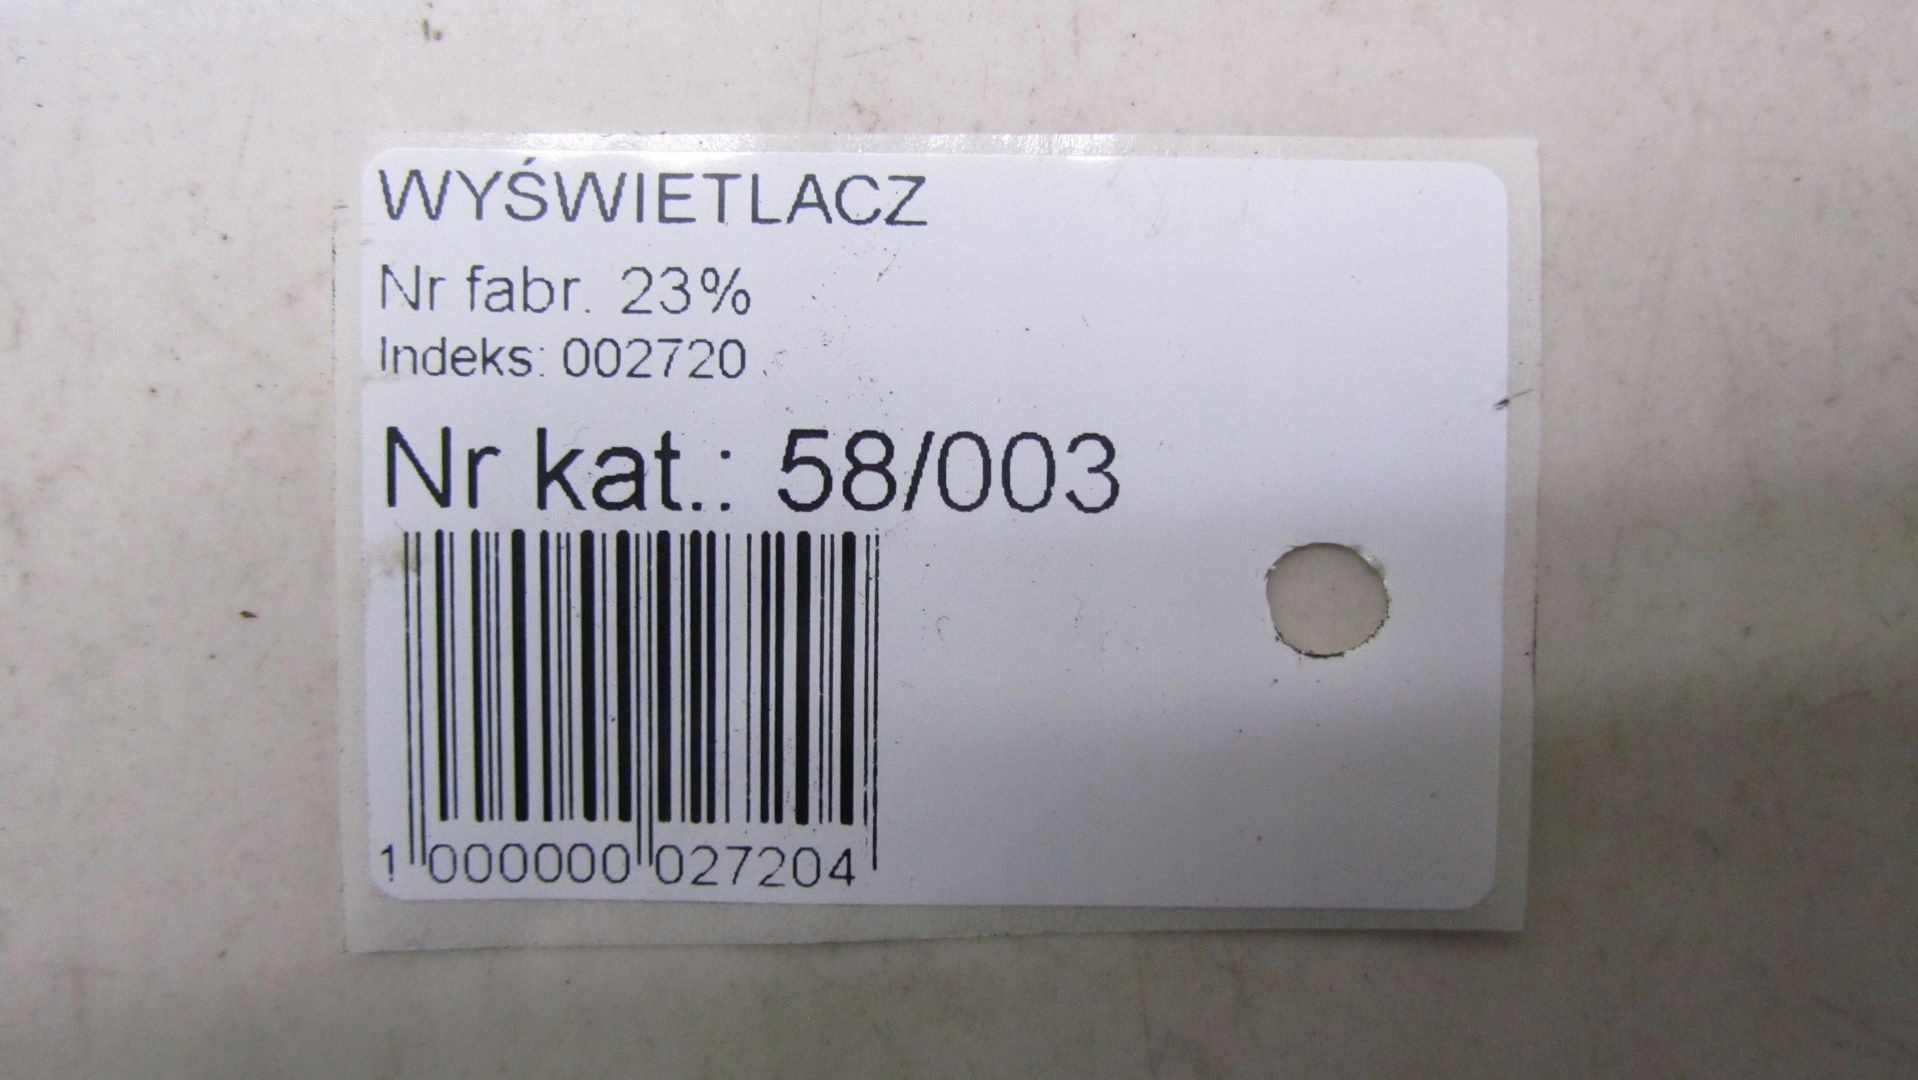 WYŚWIETLACZ
Nr fabr. 23%
Indeks: 002720
Nr kat.: 58/003
1 000000 027204